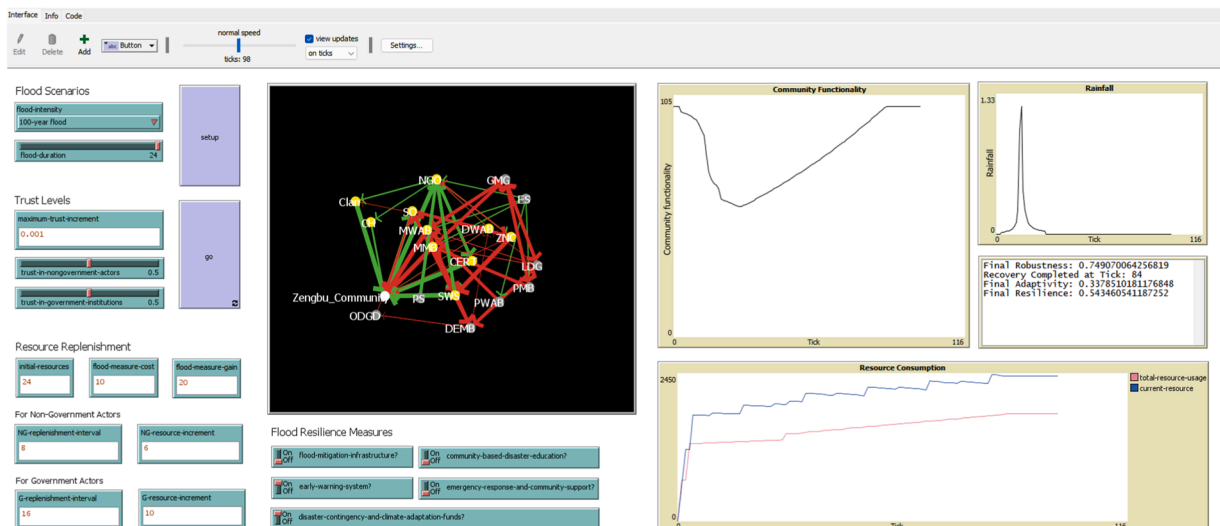 Interface Info Code
Edit Delete Add Button normal speed ticks: 98 view updates on ticks Settings...
Flood Scenarios
flood-intensity
100-year flood
flood-duration 24
setup
Trust Levels
maximum-trust-increment
0.001
trust-in-nongovernment-actors 0.5
trust-in-government-institutions 0.5
go
Resource Replenishment
initial-resources
24
flood-measure-cost
10
flood-measure-gain
20
For Non-Government Actors
NG-replenishment-interval
8
NG-resource-increment
6
For Government Actors
G-replenishment-interval
16
G-resource-increment
10
NGO
GMG
Clan
ES
SO
CH
MWAB
DWAB
ZNC
MMB
CERT
LDG
Zengbu_Community
PS
SWS
PWAB
PMB
ODGD
DEMB
Flood Resilience Measures
On Off flood-mitigation-infrastructure?
On Off community-based-disaster-education?
On Off early-warning-system?
On Off emergency-response-and-community-support?
On Off disaster-contingency-and-climate-adaptation-funds?
Community Functionality
105
Community functionality
0
0 Tick 116
Rainfall
1.33
Rainfall
0
0 Tick 116
Final Robustness: 0.749070064256819
Recovery Completed at Tick: 84
Final Adaptivity: 0.3378510181176848
Final Resilience: 0.543460541187252
Resource Consumption
2450
total-resource-usage
current-resource
0
0 Tick 116